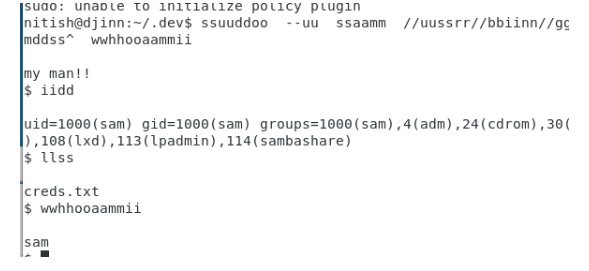 sudo: unable to initialize policy plugin
nitish@djinn:~/.dev$ ssuuddoo  --uu  ssaamm  //uussrr//bbiinn//gg
mddss^  wwhhooaammii
my man!!
$ iidd
uid=1000(sam) gid=1000(sam) groups=1000(sam),4(adm),24(cdrom),30(
),108(lxd),113(lpadmin),114(sambashare)
$ llss
creds.txt
$ wwhhooaammii
sam
$